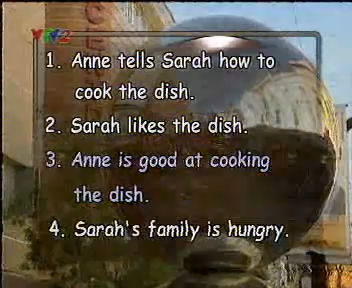 VTV2
1. Anne tells Sarah how to
cook the dish.
2. Sarah likes the dish.
3. Anne is good at cooking
the dish.
4. Sarah's family is hungry.